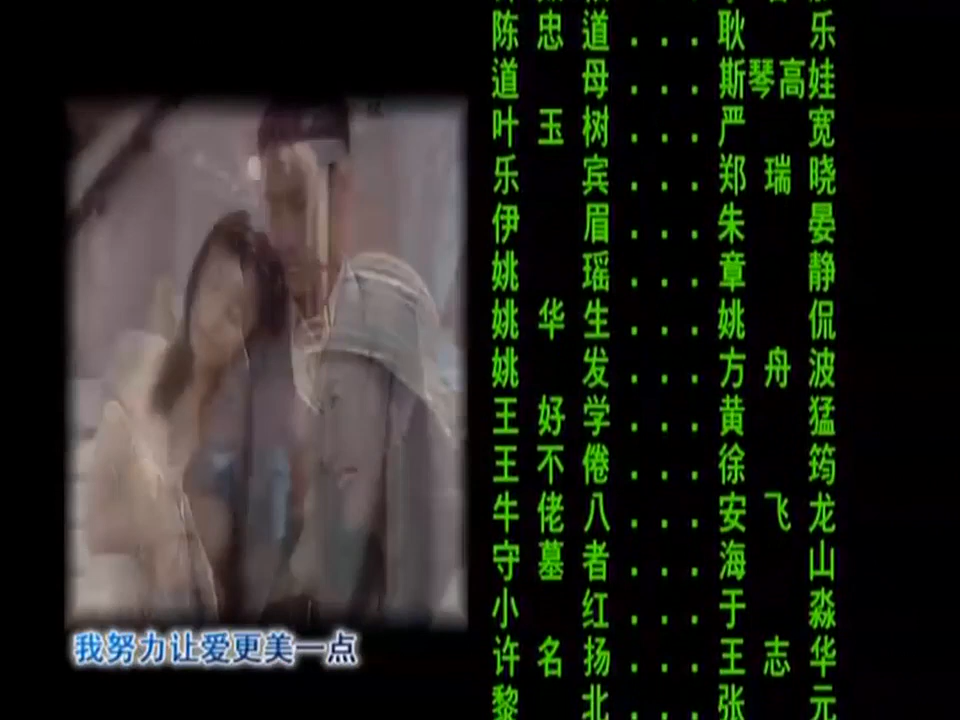 陈忠道...耿乐
道母...斯琴高娃
叶玉树...严宽
乐宾...郑瑞晓
伊眉...朱晏
姚瑶...章静
姚华生...姚侃
姚发...方舟波
王好学...黄猛
王不倦...徐筠
牛佬八...安飞龙
守墓者...海山
小红...于淼
许名扬...王志华
黎北...张元
我努力让爱更美一点